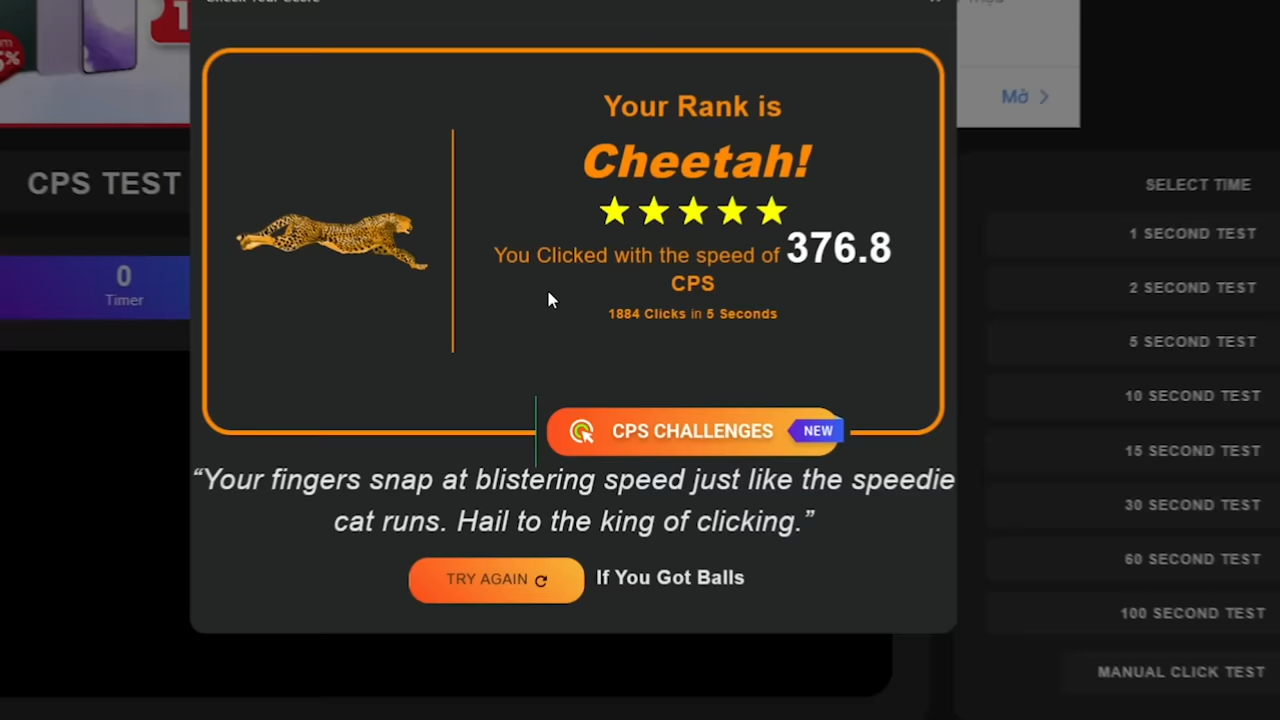 CPS TEST
0
Timer
Your Rank is
Cheetah!
You Clicked with the speed of 376.8
CPS
1884 Clicks in 5 Seconds
CPS CHALLENGES NEW
“Your fingers snap at blistering speed just like the speedie
cat runs. Hail to the king of clicking.”
TRY AGAIN If You Got Balls
Mở
SELECT TIME
1 SECOND TEST
2 SECOND TEST
5 SECOND TEST
10 SECOND TEST
15 SECOND TEST
30 SECOND TEST
60 SECOND TEST
100 SECOND TEST
MANUAL CLICK TEST